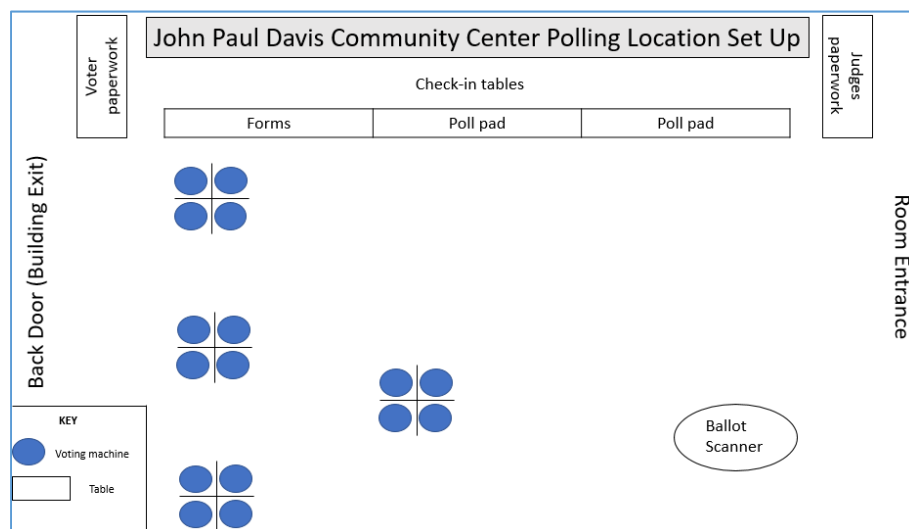 John Paul Davis Community Center Polling Location Set Up
Voter
paperwork
Judges
paperwork
Check-in tables
Forms
Poll pad
Poll pad
Back Door (Building Exit)
Room Entrance
Ballot
Scanner
KEY
Voting machine
Table